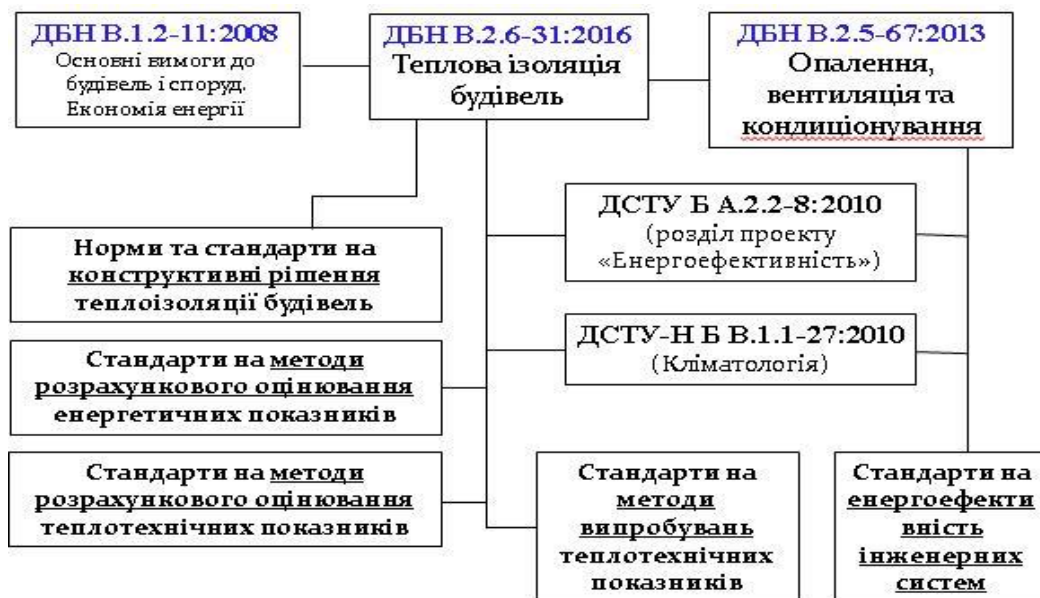 ДБН В.1.2-11:2008
Основні вимоги до
будівель і споруд.
Економія енергії
ДБН В.2.6-31:2016
Теплова ізоляція
будівель
ДБН В.2.5-67:2013
Опалення,
вентиляція та
кондиціонування
ДСТУ Б А.2.2-8:2010
(розділ проекту
«Енергоефективність»)
Норми та стандарти на
конструктивні рішення
теплоізоляції будівель
ДСТУ-Н Б В.1.1-27:2010
(Кліматологія)
Стандарти на методи
розрахункового оцінювання
енергетичних показників
Стандарти на методи
розрахункового оцінювання
теплотехнічних показників
Стандарти на
методи
випробувань
теплотехнічних
показників
Стандарти на
енергоефекти
вність
інженерних
систем